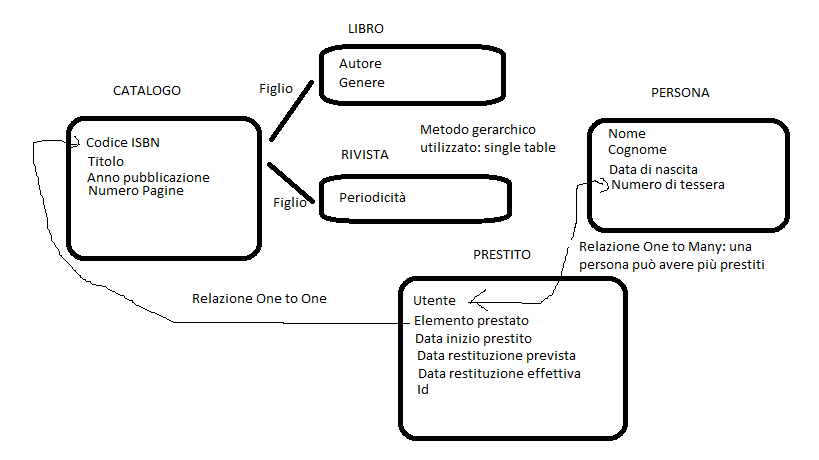 LIBRO
Autore
Genere
CATALOGO
Figlio
PERSONA
Codice ISBN
Titolo
Anno pubblicazione
Numero Pagine
Metodo gerarchico
utilizzato: single table
Nome
Cognome
Data di nascita
Numero di tessera
RIVISTA
Periodicità
Figlio
PRESTITO
Relazione One to Many: una
persona può avere più prestiti
Relazione One to One
Utente
Elemento prestato
Data inizio prestito
Data restituzione prevista
Data restituzione effettiva
Id